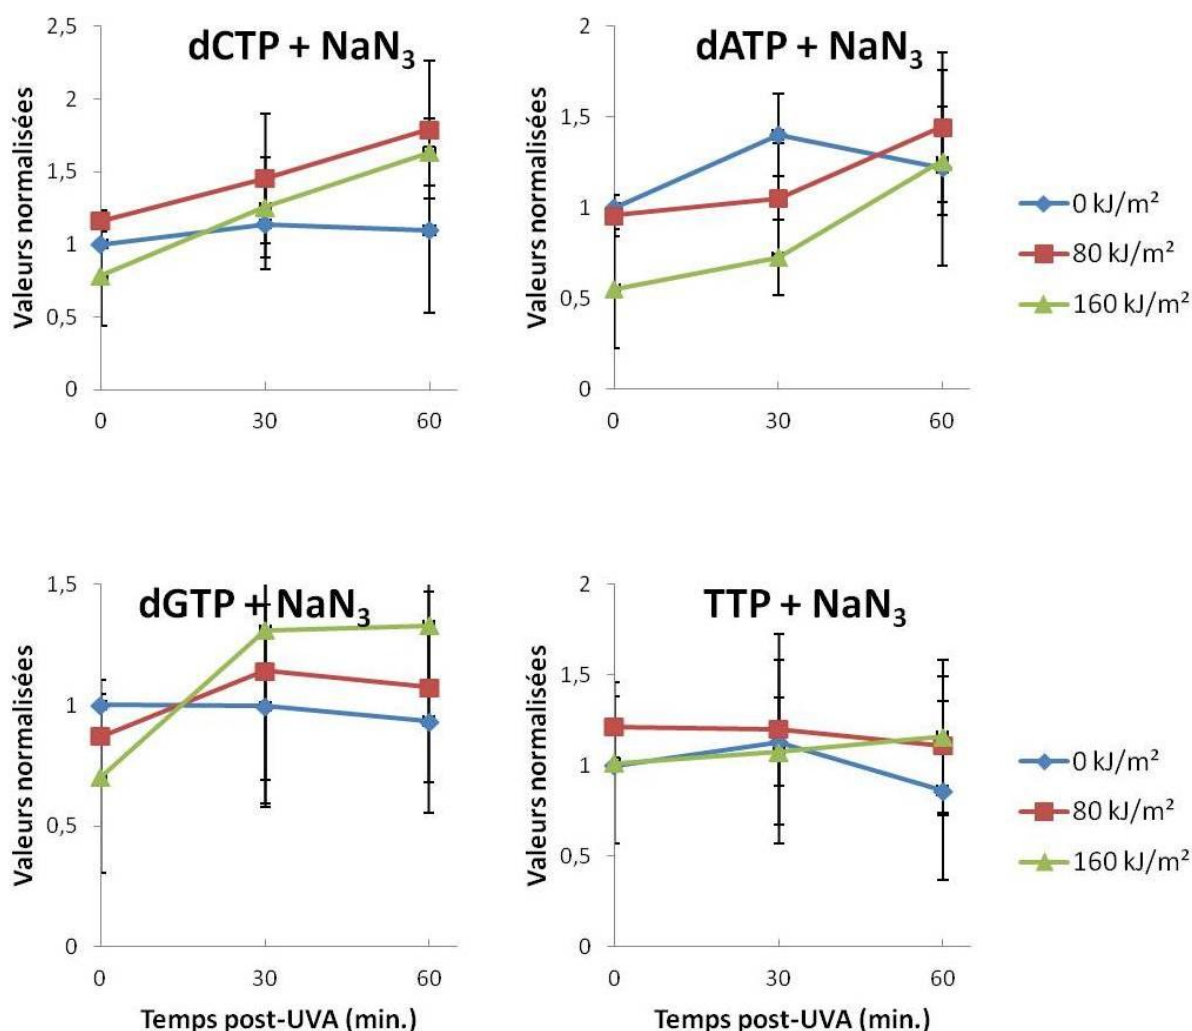 dCTP + NaN₃
Valeurs normalisées
2,5
2
1,5
1
0,5
0
0 30 60
dATP + NaN₃
Valeurs normalisées
2
1,5
1
0,5
0
0 30 60
0 kJ/m²
80 kJ/m²
160 kJ/m²
dGTP + NaN₃
Valeurs normalisées
1,5
1
0,5
0
0 30 60
Temps post-UVA (min.)
TTP + NaN₃
Valeurs normalisées
2
1,5
1
0,5
0
0 30 60
Temps post-UVA (min.)
0 kJ/m²
80 kJ/m²
160 kJ/m²